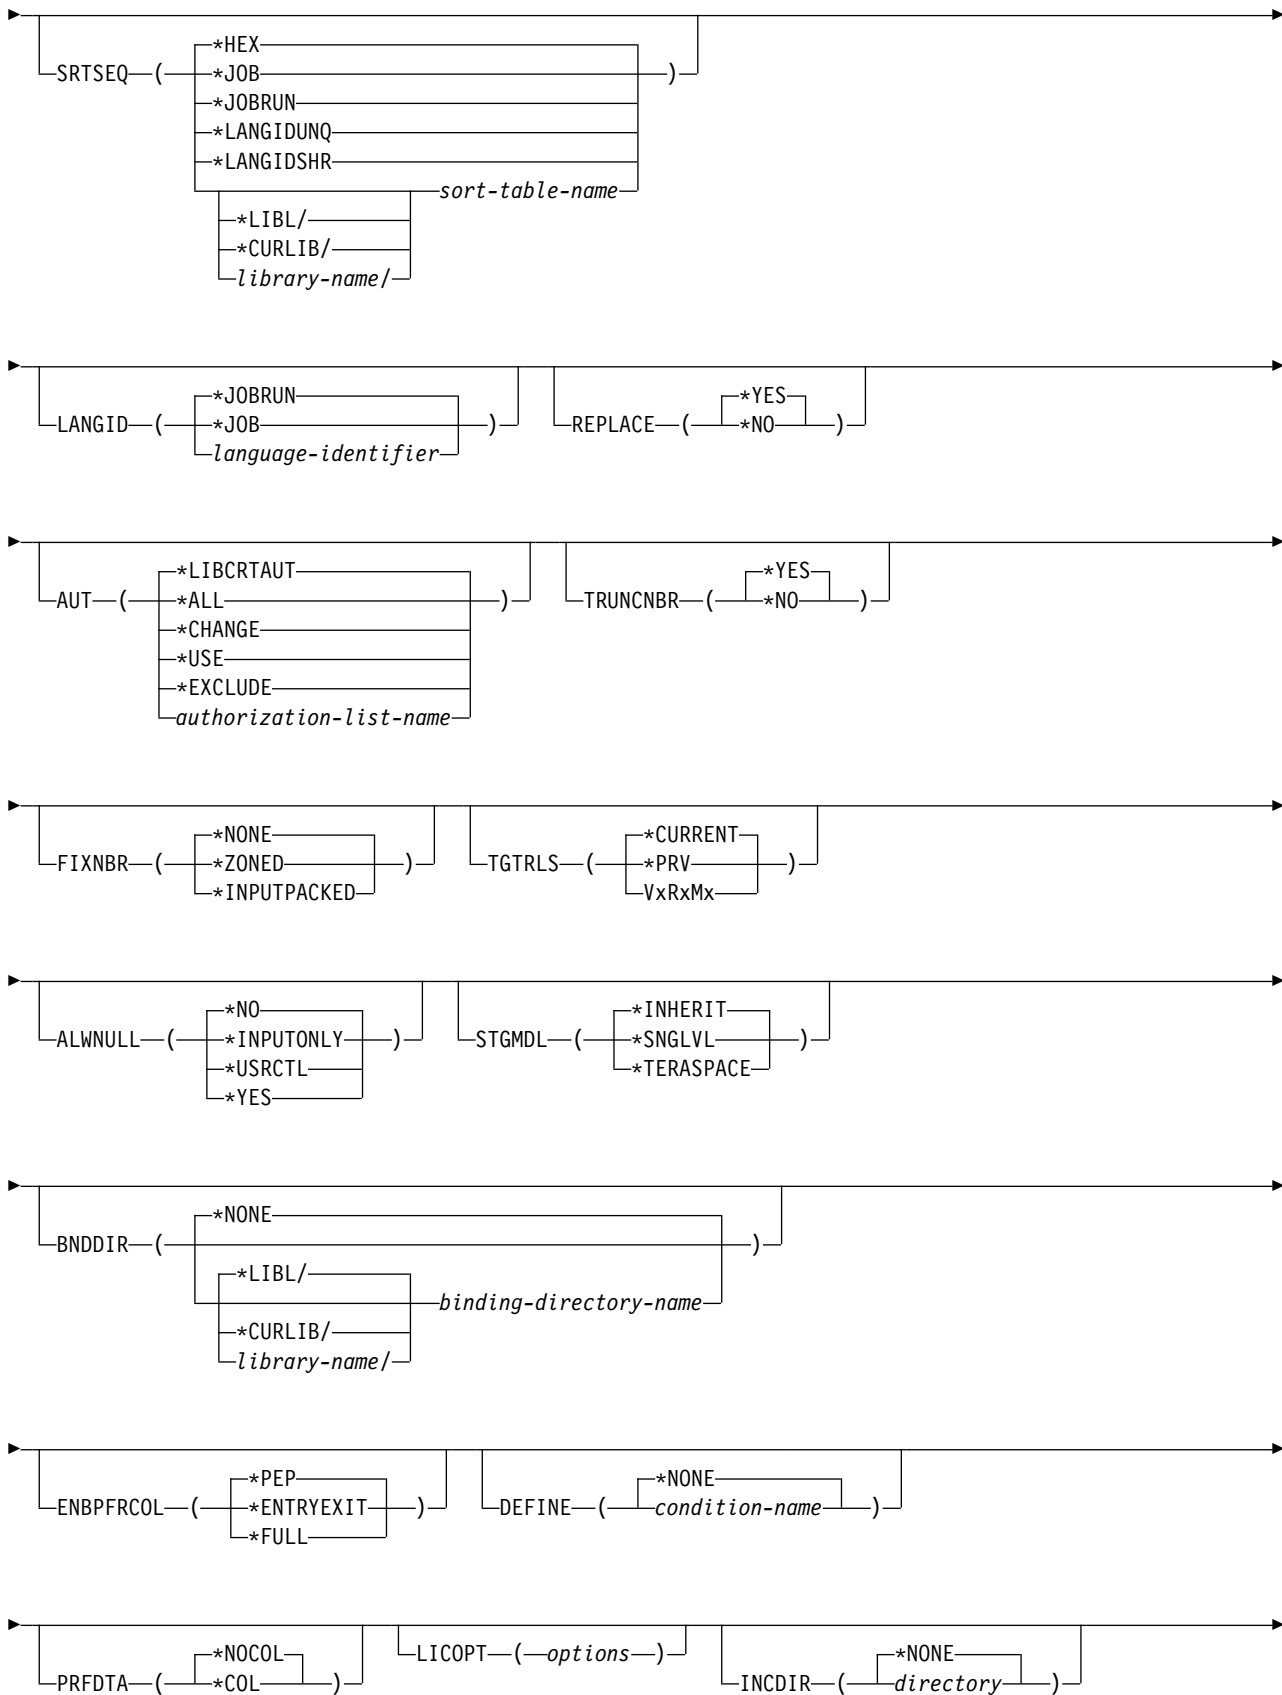 *HEX
SRTSEQ ( *JOB )
*JOBRUN
*LANGIDUNQ
*LANGIDSHR
sort-table-name
*LIBL/
*CURLIB/
library-name/
*JOBRUN *YES
LANGID ( *JOB ) REPLACE ( *NO )
language-identifier
*LIBCRTAUT *YES
AUT ( *ALL ) TRUNCNBR ( *NO )
*CHANGE
*USE
*EXCLUDE
authorization-list-name
*NONE *CURRENT
FIXNBR ( *ZONED ) TGTRLS ( *PRV )
*INPUTPACKED VxRxMx
*NO *INHERIT
ALWNULL ( *INPUTONLY ) STGMDL ( *SNGLVL )
*USRCTL *TERASPACE
*YES
*NONE
BNDDIR ( )
*LIBL/
binding-directory-name
*CURLIB/
library-name/
*PEP *NONE
ENBPFRCOL ( *ENTRYEXIT ) DEFINE ( condition-name )
*FULL
*NOCOL LICOPT ( options ) *NONE
PRFDTA ( *COL ) INCDIR ( directory )